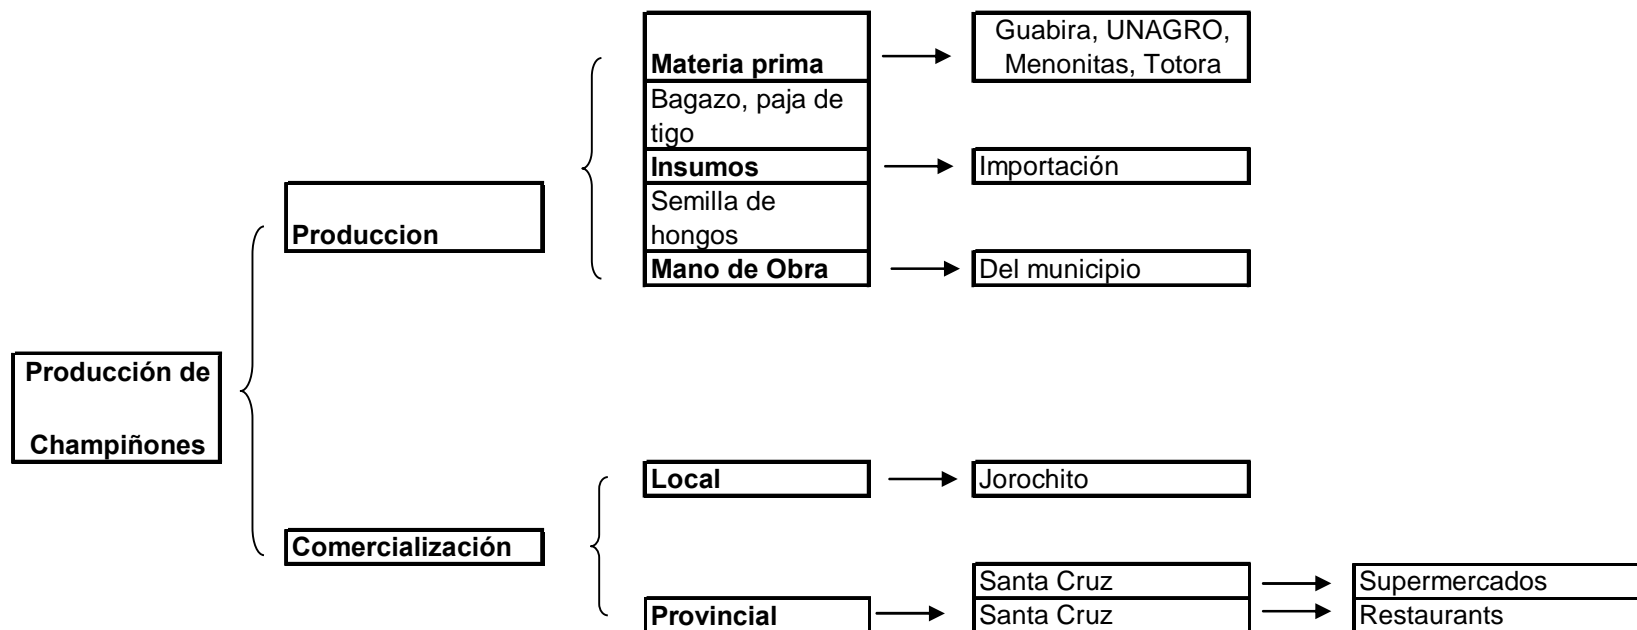 Producción de
Champiñones
Produccion
Materia prima
Bagazo, paja de
tigo
Insumos
Semilla de
hongos
Mano de Obra
Guabira, UNAGRO,
Menonitas, Totora
Importación
Del municipio
Comercialización
Local
Jorochito
Provincial
Santa Cruz
Supermercados
Santa Cruz
Restaurants